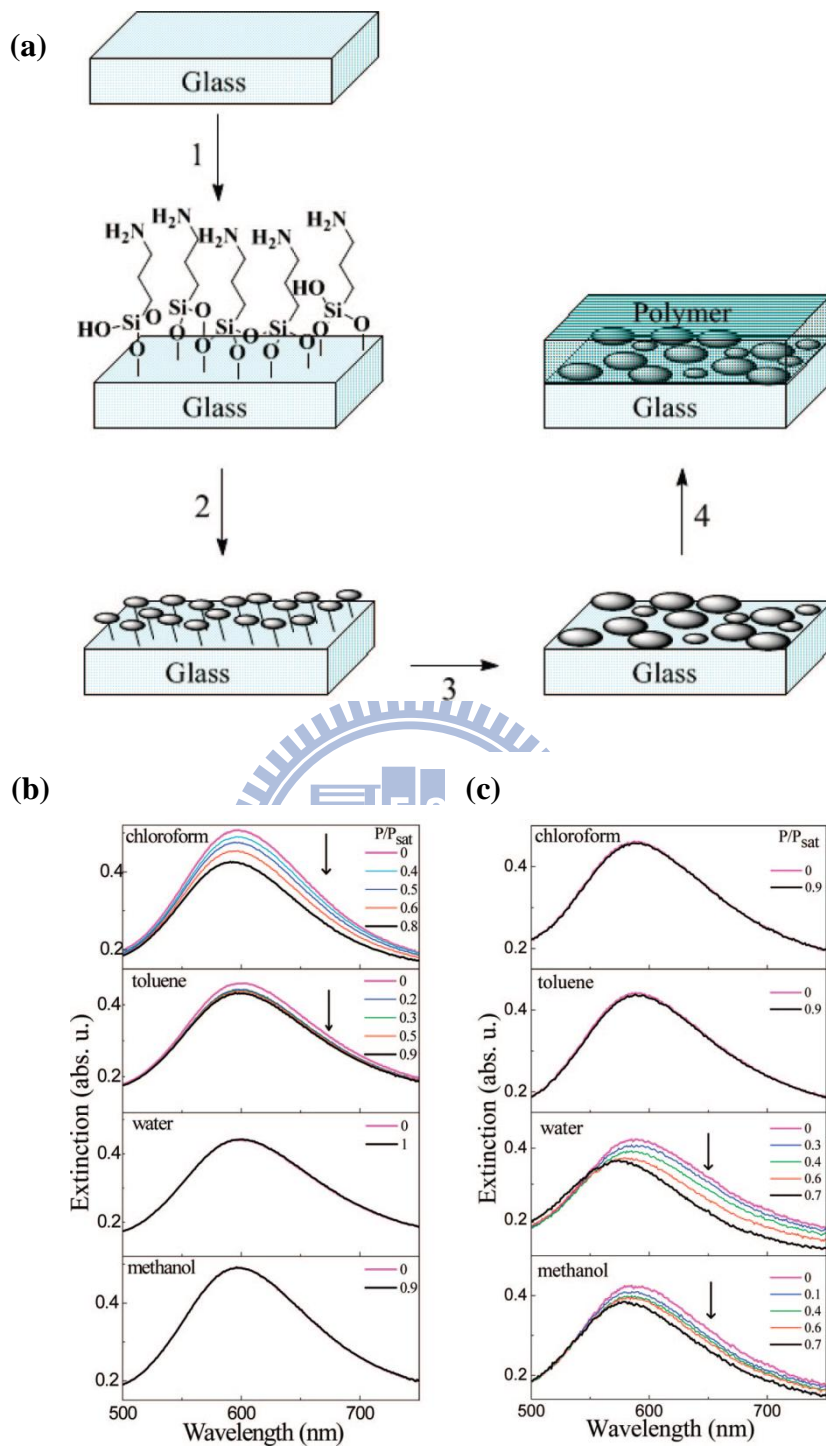 (a)
Glass
1
H₂N
H₂N
H₂N
H₂N
H₂N
HO
Si
O
HO
Si
O
O
Si
O
Si
O
Si
O
O
O
O
O
Glass
Polymer
Glass
2
4
Glass
3
Glass
(b)
(c)
chloroform
P/P_sat
0
0.4
0.5
0.6
0.8
0.4
0.2
toluene
0
0.2
0.3
0.5
0.9
0.4
0.2
water
0
1
0.4
0.2
methanol
0
0.9
0.4
0.2
500 600 700
Wavelength (nm)
Extinction (abs. u.)
chloroform
P/P_sat
0
0.9
0.4
0.2
toluene
0
0.9
0.4
0.2
water
0
0.3
0.4
0.6
0.7
0.4
0.2
methanol
0
0.1
0.4
0.6
0.7
0.4
0.2
500 600 700
Wavelength (nm)
Extinction (abs. u.)